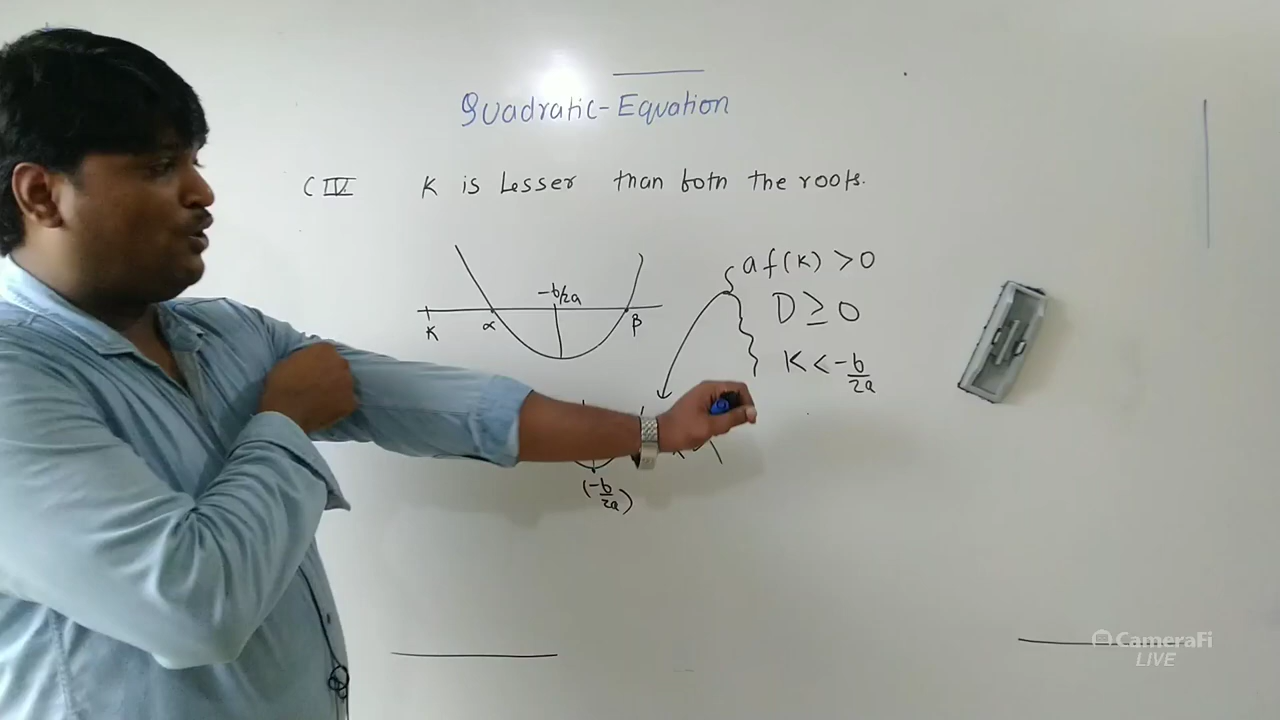 Quadratic-Equation
C IV K is Lesser than both the roots.
af(K) > 0
-b/2a
D ≥ 0
K α β
K < -b/2a
K
(-b/2a)
CameraFi
LIVE